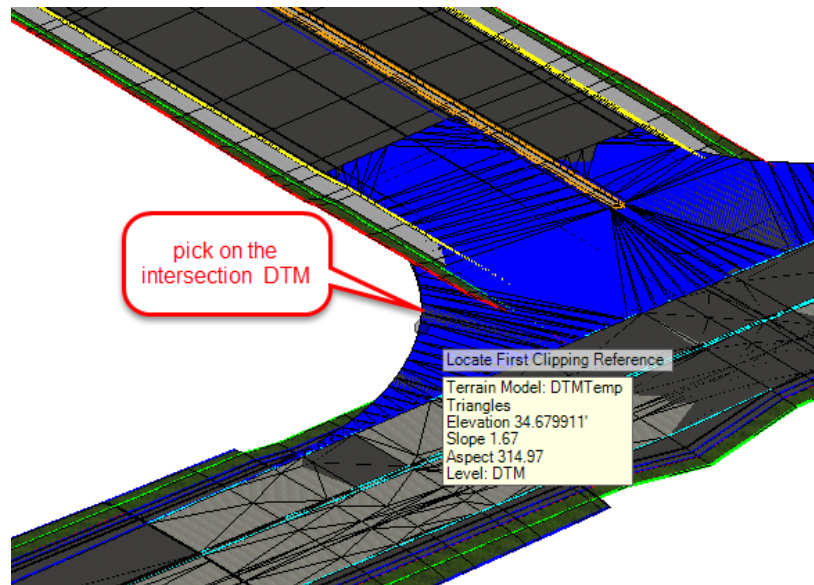 pick on the
intersection DTM
Locate First Clipping Reference
Terrain Model: DTMTemp
Triangles
Elevation 34.679911'
Slope 1.67
Aspect 314.97
Level: DTM